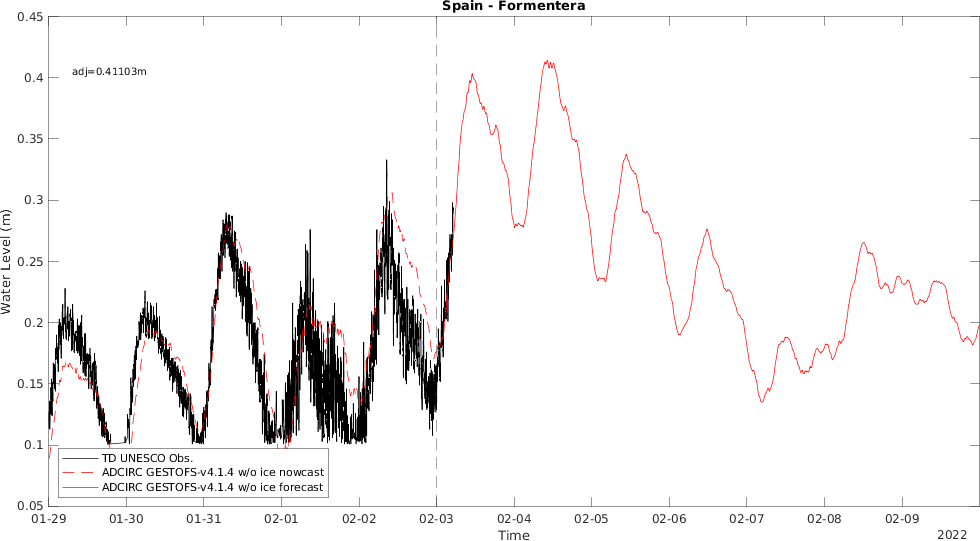 Spain - Formentera
0.45
0.4
0.35
0.3
0.25
0.2
0.15
0.1
0.05
Water Level (m)
adj=0.41103m
TD UNESCO Obs.
ADCIRC GESTOFS-v4.1.4 w/o ice nowcast
ADCIRC GESTOFS-v4.1.4 w/o ice forecast
01-29 01-30 01-31 02-01 02-02 02-03 02-04 02-05 02-06 02-07 02-08 02-09
Time
2022